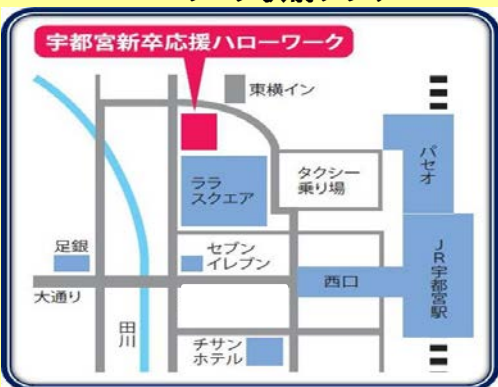 宇都宮新卒応援ハローワーク
東横イン
パセオ
ララ
スクエア
タクシー
乗り場
足銀
セブン
イレブン
西口
JR宇都宮駅
大通り
田川
チサン
ホテル